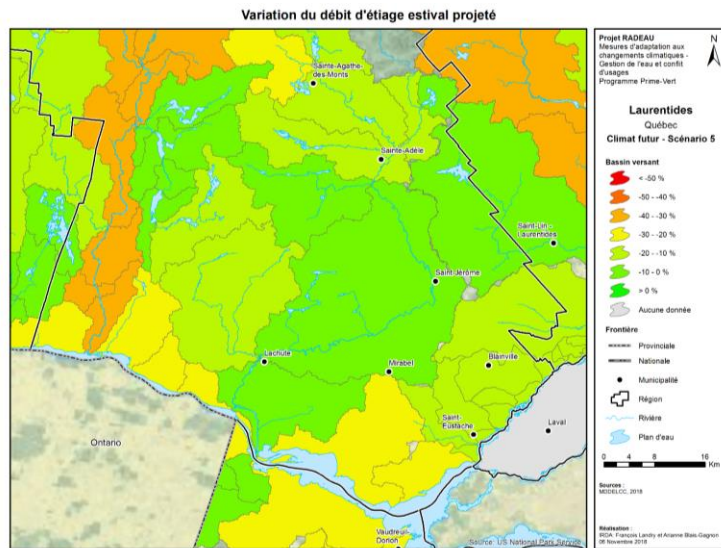 Variation du débit d'étiage estival projeté
Sainte-Agathe-
des-Monts
Sainte-Adèle
Saint-Lin -
Laurentides
Saint-Jérôme
Lachute
Mirabel
Blainville
Saint-
Eustache
Laval
Ontario
Vaudreuil-
Dorion
Source: US National Park Service
Projet RADEAU
Mesures d'adaptation aux
changements climatiques -
Gestion de l'eau et conflit
d'usages
Programme Prime-Vert
N
Laurentides
Québec
Climat futur - Scénario 5
Bassin versant
< -50 %
-50 - -40 %
-40 - -30 %
-30 - -20 %
-20 - -10 %
-10 - 0 %
> 0 %
Aucune donnée
Frontière
Provinciale
Nationale
Municipalité
Région
Rivière
Plan d'eau
0 4 8 16
Km
Sources :
MDDELCC, 2018
Réalisation :
IRDA: François Landry et Ariane Blais-Gagnon
06 Novembre 2018